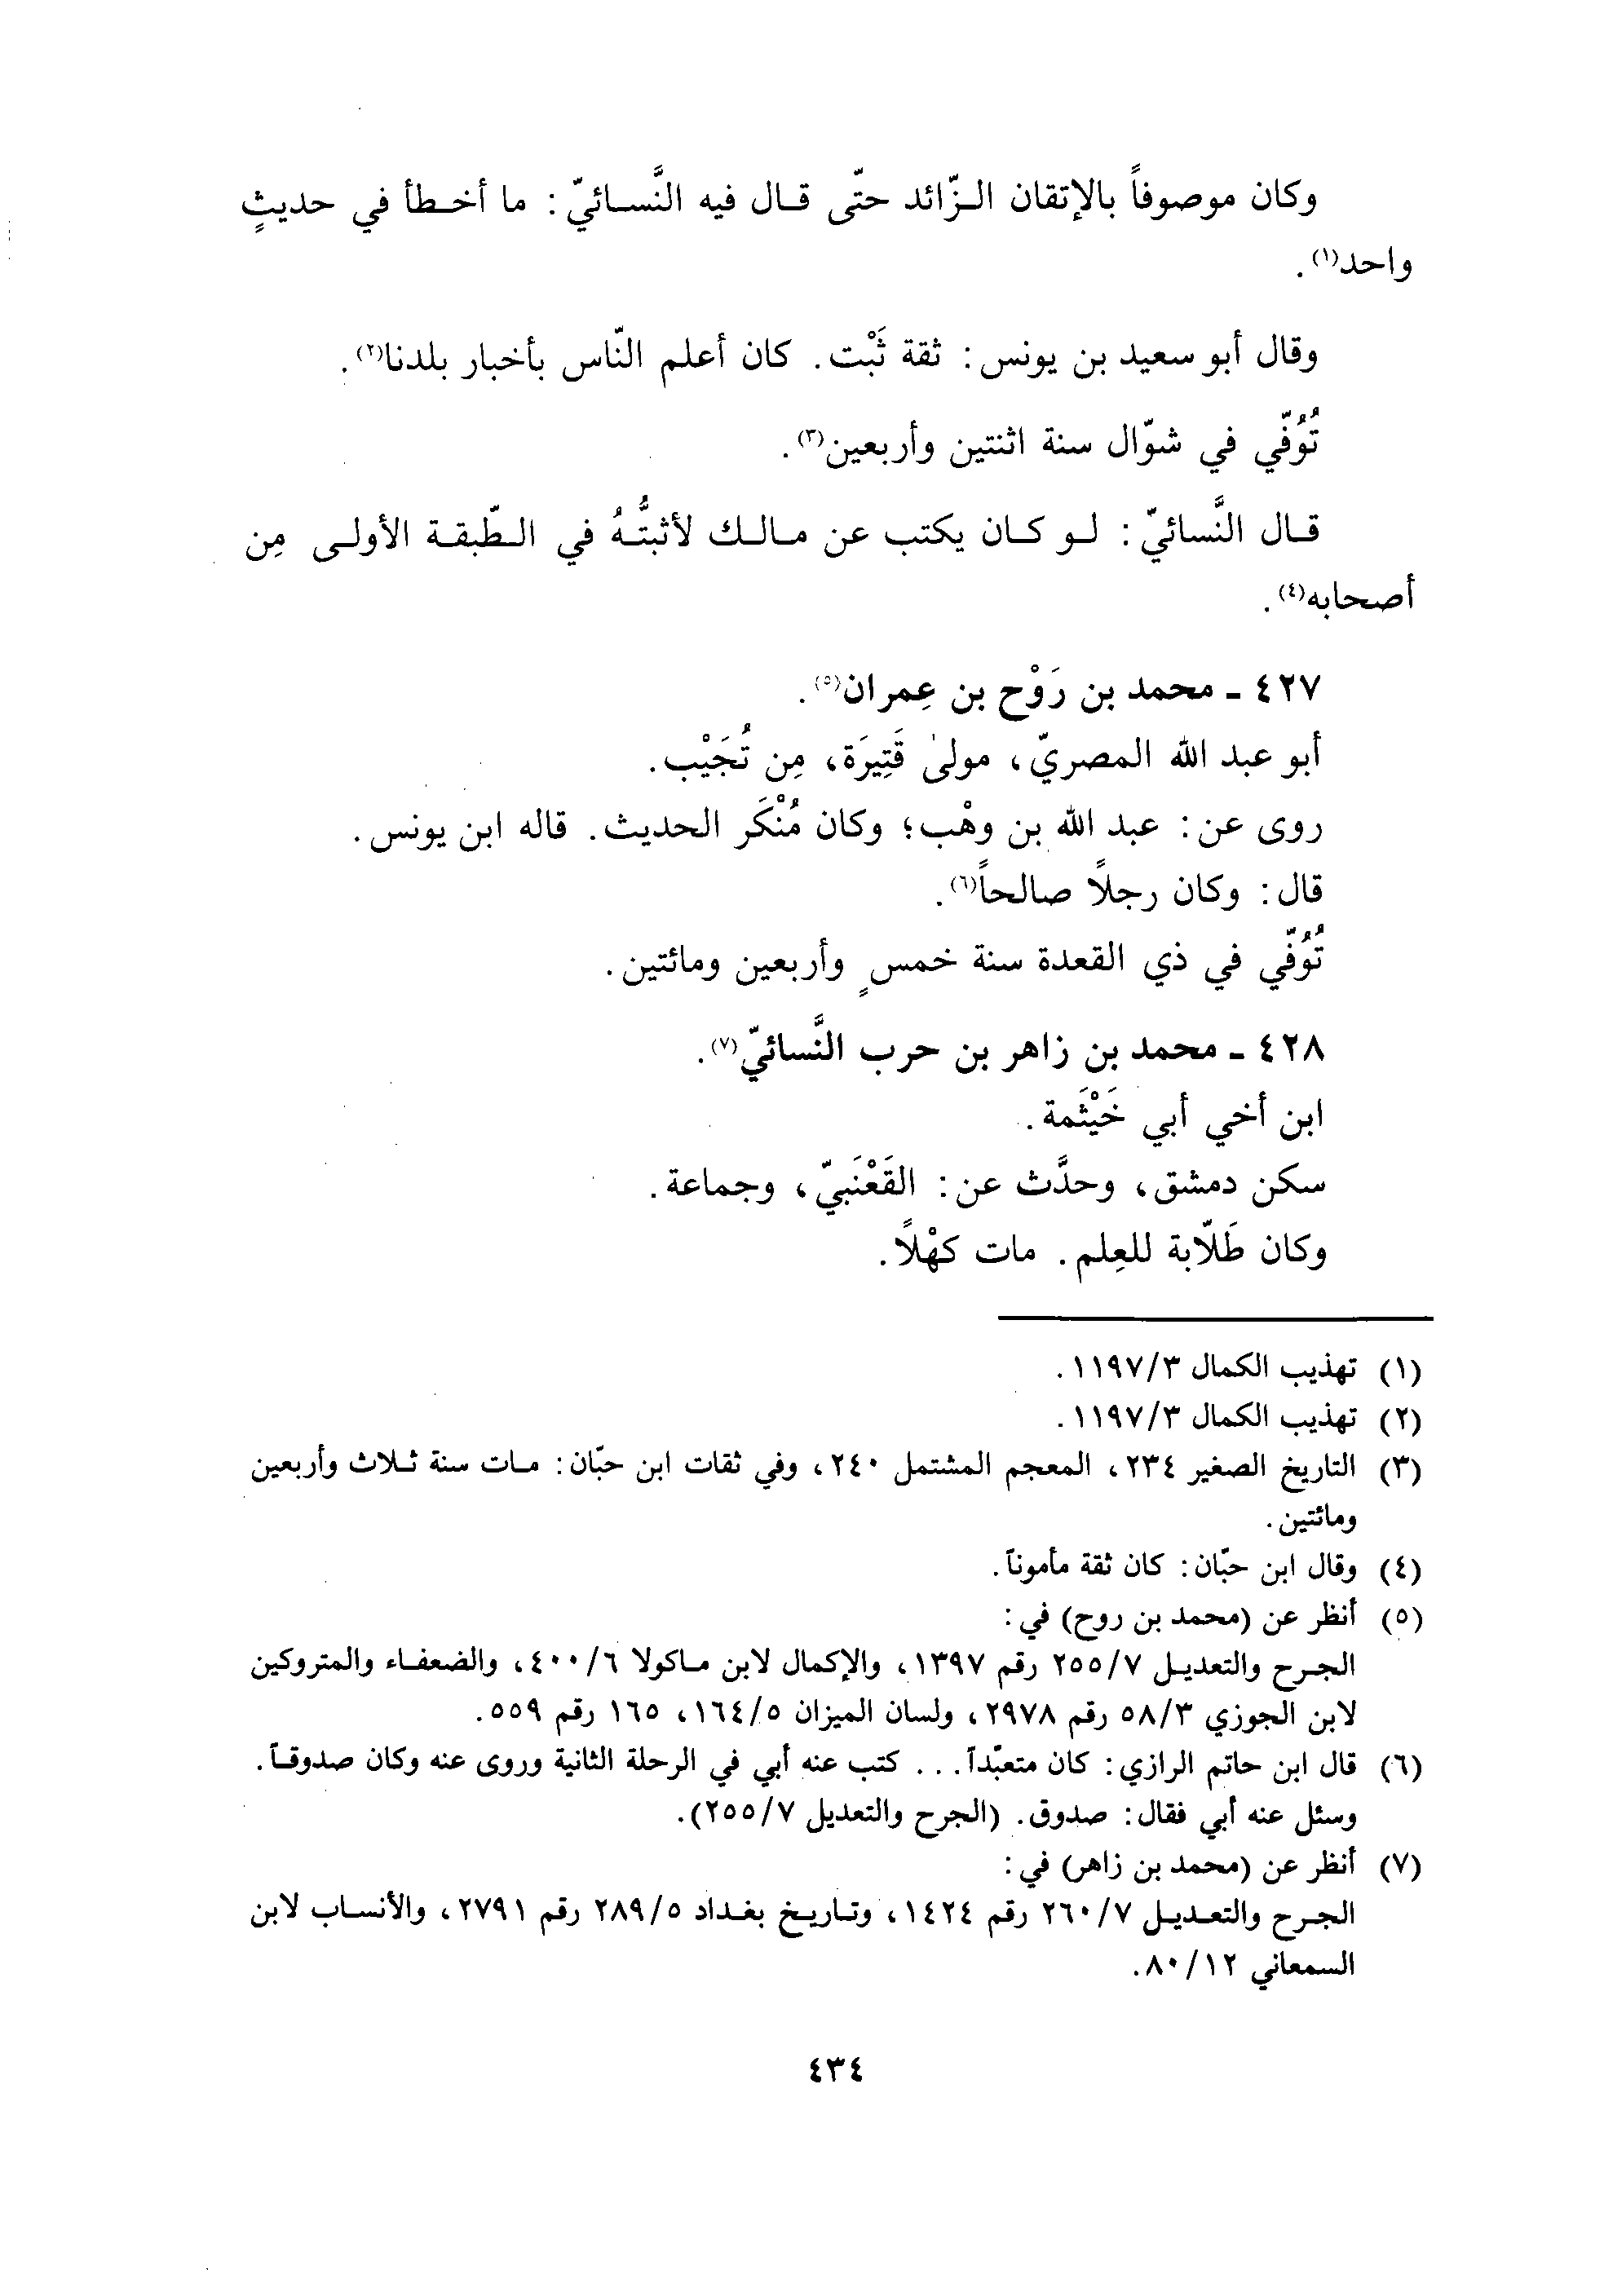 وكان موصوفاً بالإتقان الزّائد حتّى قال فيه النَّسائيّ: ما أخطأ في حديثٍ
واحد(١).
وقال أبو سعيد بن يونس: ثقة ثَبْت. كان أعلم النّاس بأخبار بلدنا(٢).
تُوُفّي في شوّال سنة اثنتين وأربعين(٣).
قال النَّسائيّ: لو كان يكتب عن مالك لأثبتُّهُ في الطّبقة الأولى مِن
أصحابه(٤).
٤٢٧ - محمد بن رَوْح بن عِمران(٥).
أبو عبد الله المصريّ، مولىٰ قَتِيرَة، مِن تُجَيْب.
روى عن: عبد الله بن وهْب؛ وكان مُنْكَر الحديث. قاله ابن يونس.
قال: وكان رجلاً صالحاً(٦).
تُوُفّي في ذي القعدة سنة خمسٍ وأربعين ومائتين.
٤٢٨ - محمد بن زاهر بن حرب النَّسائيّ(٧).
ابن أخي أبي خَيْثَمة.
سكن دمشق، وحدَّث عن: القَعْنَبيّ، وجماعة.
وكان طَلّابة للعِلم. مات كهْلاً.
(١) تهذيب الكمال ١١٩٧/٣.
(٢) تهذيب الكمال ١١٩٧/٣.
(٣) التاريخ الصغير ٢٣٤، المعجم المشتمل ٢٤٠، وفي ثقات ابن حبّان: مات سنة ثلاث وأربعين
ومائتين.
(٤) وقال ابن حبّان: كان ثقة مأموناً.
(٥) أنظر عن (محمد بن روح) في:
الجرح والتعديل ٢٥٥/٧ رقم ١٣٩٧، والإكمال لابن ماكولا ٤٠٠/٦، والضعفاء والمتروكين
لابن الجوزي ٥٨/٣ رقم ٢٩٧٨، ولسان الميزان ١٦٤/٥، ١٦٥ رقم ٥٥٩.
(٦) قال ابن حاتم الرازي: كان متعبّداً... كتب عنه أبي في الرحلة الثانية وروى عنه وكان صدوقاً.
وسئل عنه أبي فقال: صدوق. (الجرح والتعديل ٢٥٥/٧).
(٧) أنظر عن (محمد بن زاهر) في:
الجرح والتعديل ٢٦٠/٧ رقم ١٤٢٤، وتاريخ بغداد ٢٨٩/٥ رقم ٢٧٩١، والأنساب لابن
السمعاني ٨٠/١٢.
٤٣٤